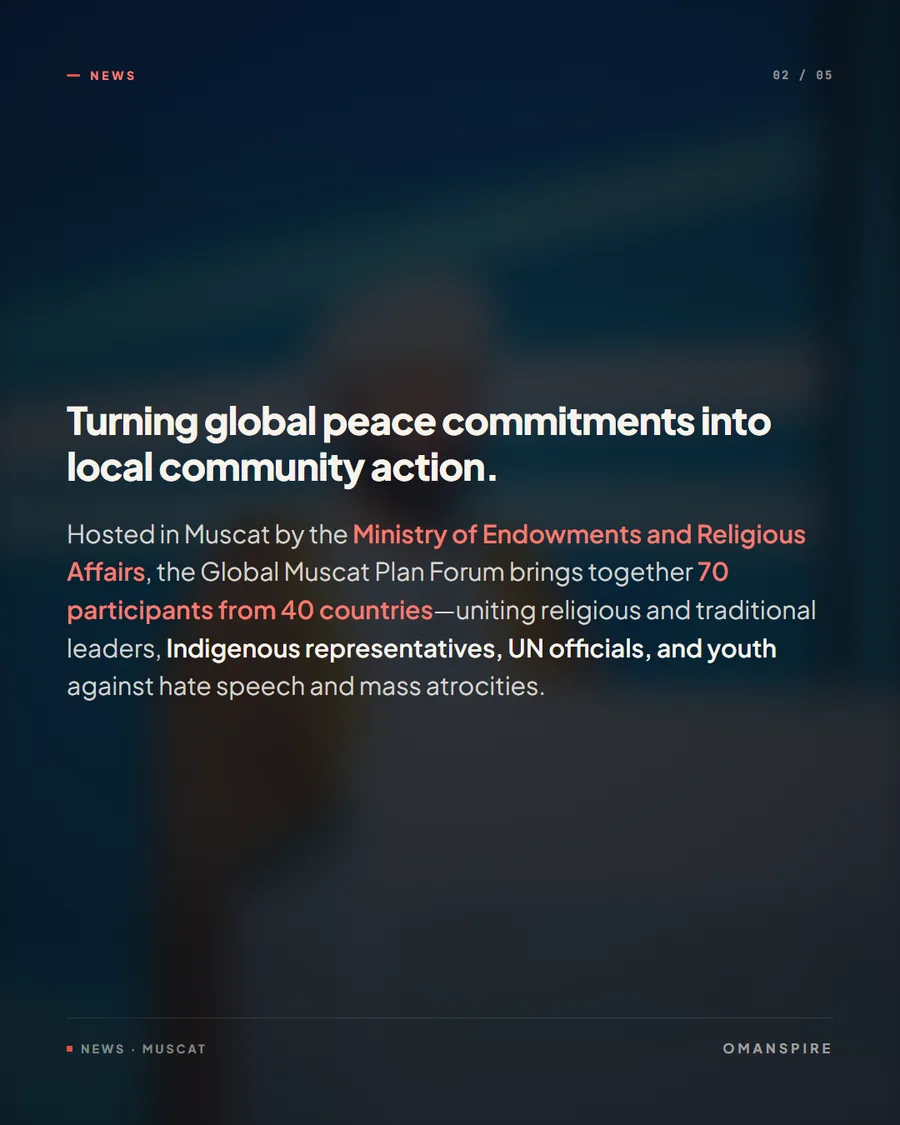 — NEWS
02 / 05
Turning global peace commitments into
local community action.
Hosted in Muscat by the Ministry of Endowments and Religious
Affairs, the Global Muscat Plan Forum brings together 70
participants from 40 countries—uniting religious and traditional
leaders, Indigenous representatives, UN officials, and youth
against hate speech and mass atrocities.
NEWS · MUSCAT
OMANSPIRE